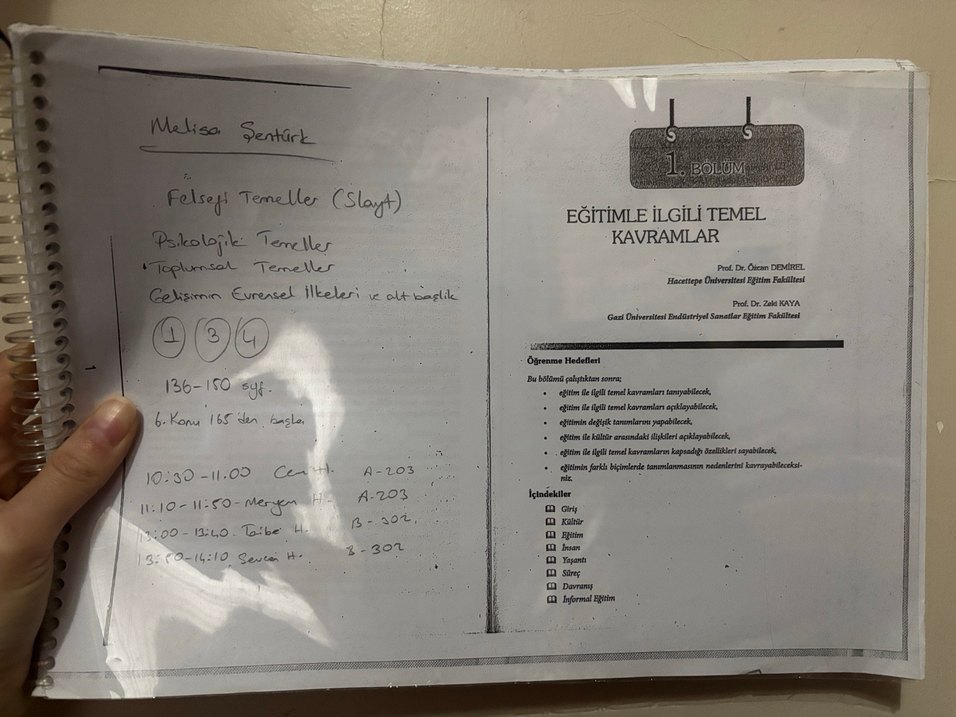 Melisa Şentürk
Felsefi Temeller (Slayt)
Psikolojik Temeller
Toplumsal Temeller
Gelişimin Evrensel İlkeleri ve alt başlık
1 3 4
136-150 syf.
6. Konu 165'den başla
10:30-11.00 Cem H. A-203
11:10-11:50-Meryem H- A-203
13:00-13:40. Taibe H. B-302
13:50-14:10 Sevcan H. B-302
1
1. BÖLÜM
EĞİTİMLE İLGİLİ TEMEL
KAVRAMLAR
Prof. Dr. Özcan DEMİREL
Hacettepe Üniversitesi Eğitim Fakültesi
Prof. Dr. Zeki KAYA
Gazi Üniversitesi Endüstriyel Sanatlar Eğitim Fakültesi
Öğrenme Hedefleri
Bu bölümü çalıştıktan sonra;
• eğitim ile ilgili temel kavramları tanıyabilecek,
• eğitim ile ilgili temel kavramları açıklayabilecek,
• eğitimin değişik tanımlarını yapabilecek,
• eğitim ile kültür arasındaki ilişkileri açıklayabilecek,
• eğitim ile ilgili temel kavramların kapsadığı özellikleri sayabilecek,
• eğitimin farklı biçimlerde tanımlanmasının nedenlerini kavrayabileceksi-
niz.
İçindekiler
Giriş
Kültür
Eğitim
İnsan
Yaşantı
Süreç
Davranış
İnformal Eğitim